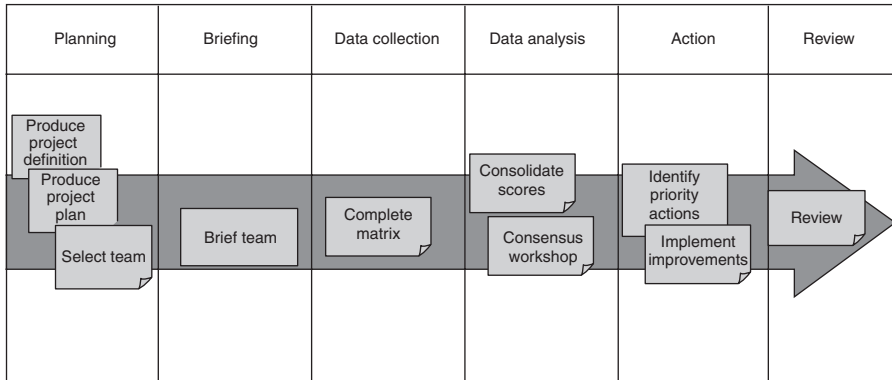 Planning
Briefing
Data collection
Data analysis
Action
Review
Produce
project
definition
Produce
project
plan
Select team
Brief team
Complete
matrix
Consolidate
scores
Consensus
workshop
Identify
priority
actions
Implement
improvements
Review